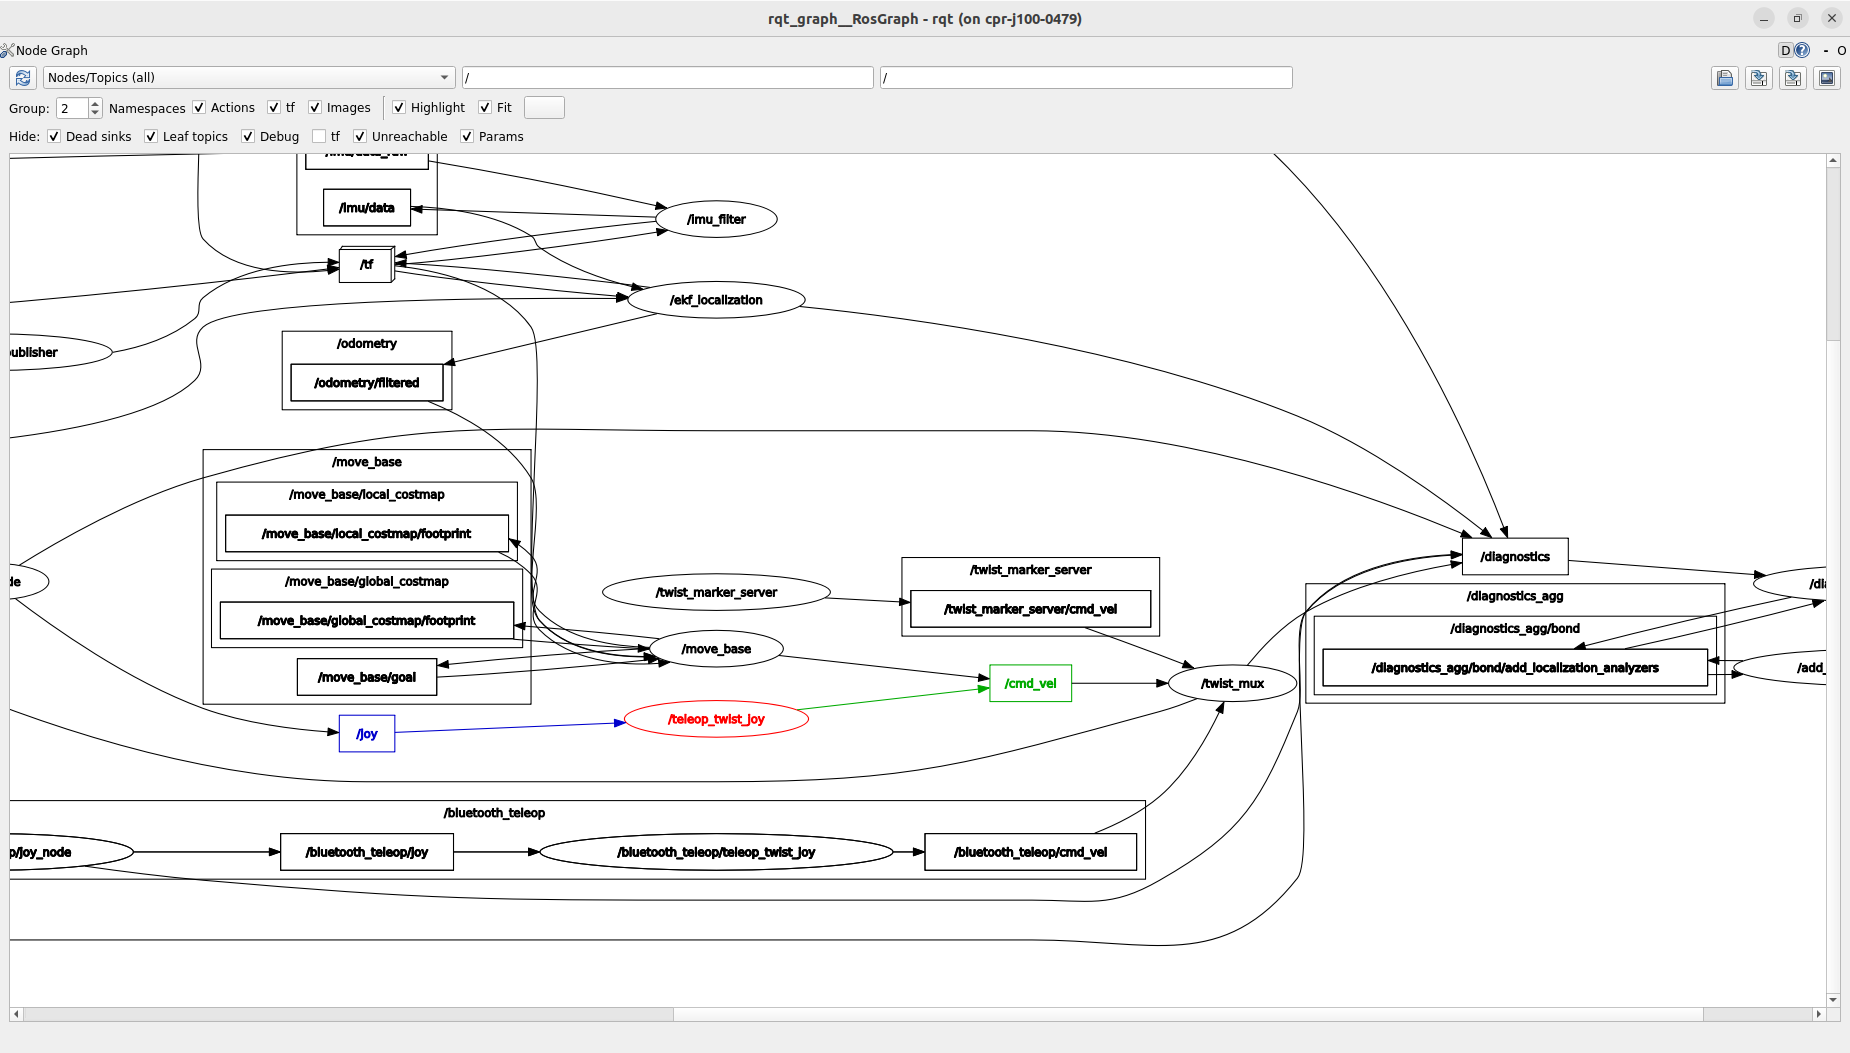 rqt_graph__RosGraph - rqt (on cpr-j100-0479)
Node Graph
D
- O
Nodes/Topics (all)
/
/
Group: 2 Namespaces Actions tf Images Highlight Fit
Hide: Dead sinks Leaf topics Debug tf Unreachable Params
/imu/data
/imu_filter
/tf
/ekf_localization
ublisher
/odometry
/odometry/filtered
/move_base
/move_base/local_costmap
/move_base/local_costmap/footprint
/move_base/global_costmap
/move_base/global_costmap/footprint
/move_base/goal
de
/twist_marker_server
/twist_marker_server
/twist_marker_server/cmd_vel
/move_base
/cmd_vel
/twist_mux
/teleop_twist_joy
/joy
/diagnostics
/diagnostics_agg
/diagnostics_agg/bond
/diagnostics_agg/bond/add_localization_analyzers
/dia
/add_
/bluetooth_teleop
p/joy_node
/bluetooth_teleop/joy
/bluetooth_teleop/teleop_twist_joy
/bluetooth_teleop/cmd_vel